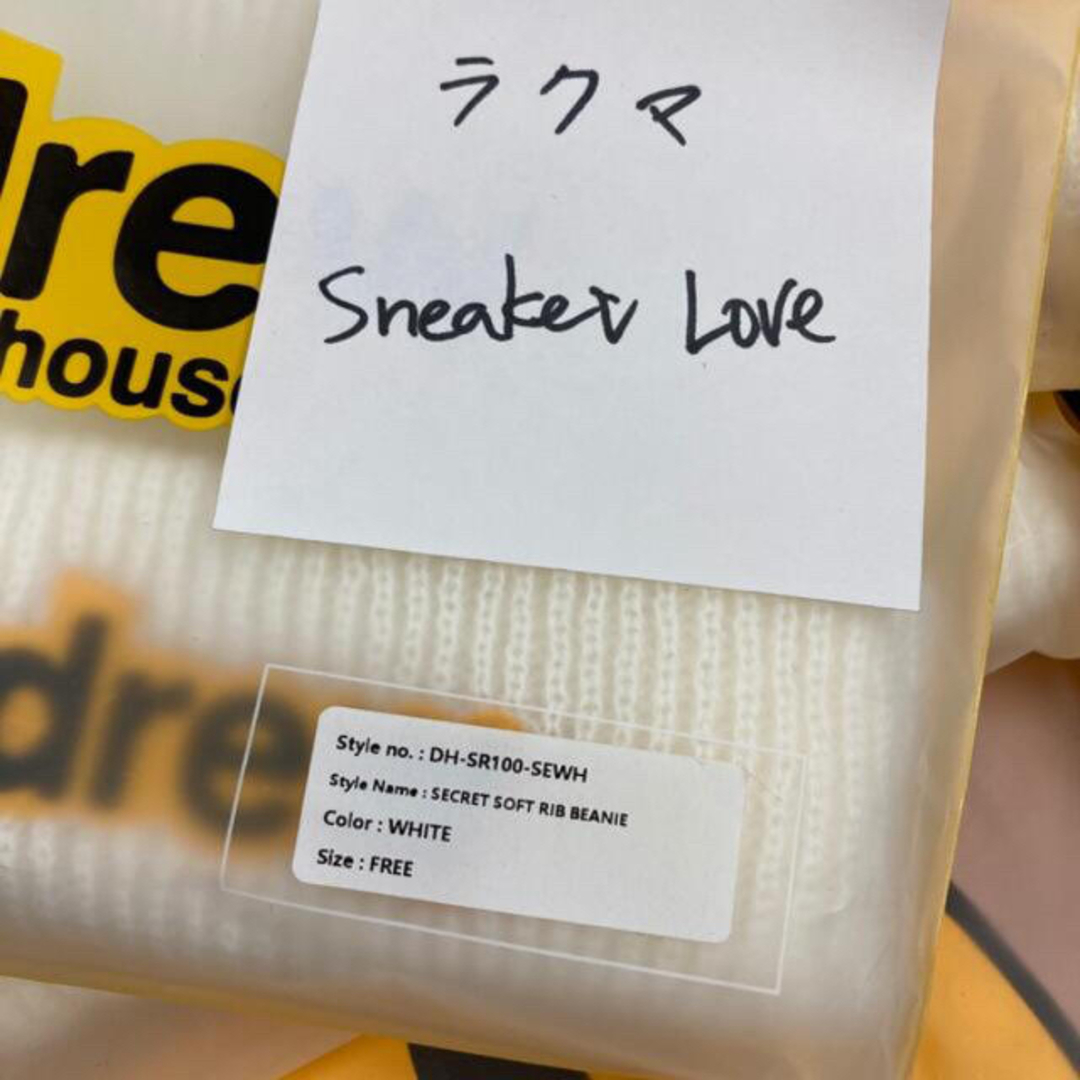 ラクマ
Sneaker Love
dre
house
dre
Style no. : DH-SR100-SEWH
Style Name : SECRET SOFT RIB BEANIE
Color : WHITE
Size : FREE